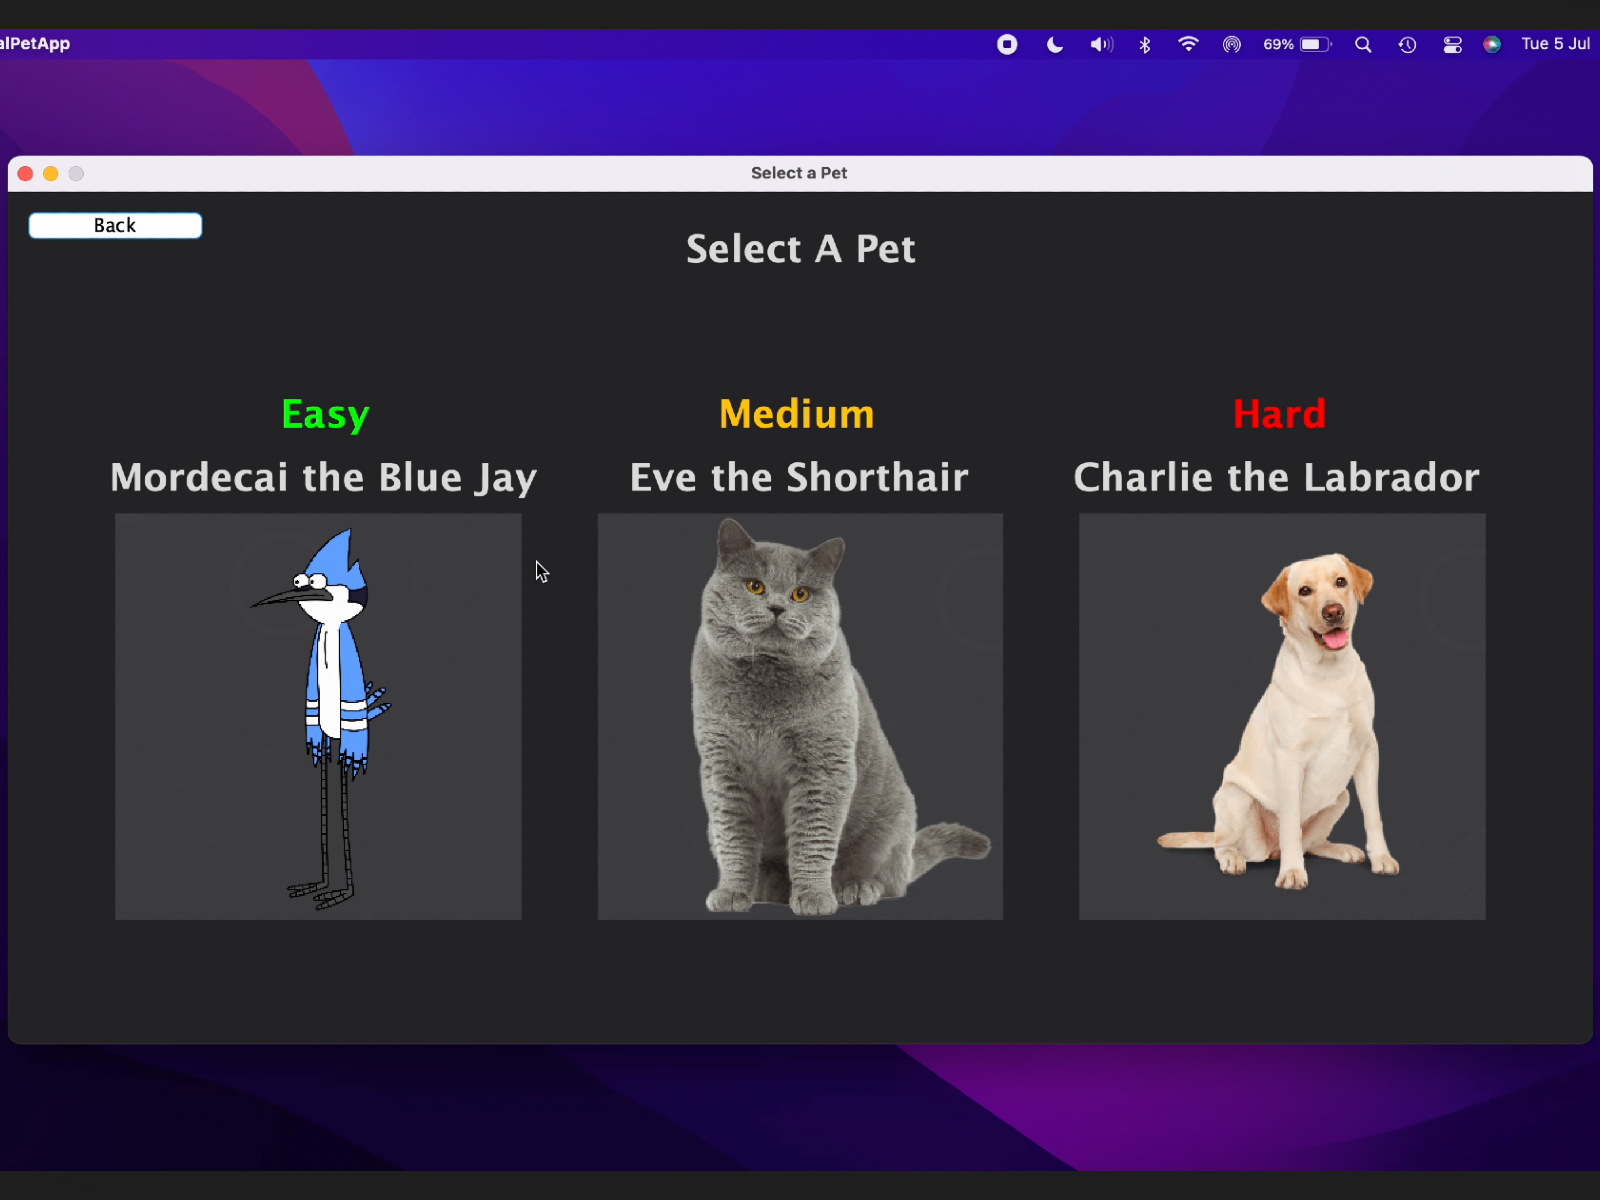 alPetApp 69% Tue 5 Jul
Select a Pet
Back
Select A Pet
Easy Medium Hard
Mordecai the Blue Jay Eve the Shorthair Charlie the Labrador